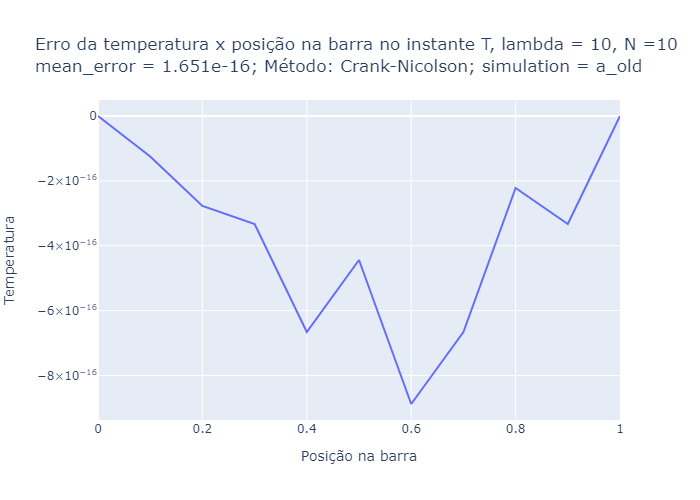 Erro da temperatura x posição na barra no instante T, lambda = 10, N =10
mean_error = 1.651e-16; Método: Crank-Nicolson; simulation = a_old
0
−2×10⁻¹⁶
−4×10⁻¹⁶
−6×10⁻¹⁶
−8×10⁻¹⁶
Temperatura
0 0.2 0.4 0.6 0.8 1
Posição na barra